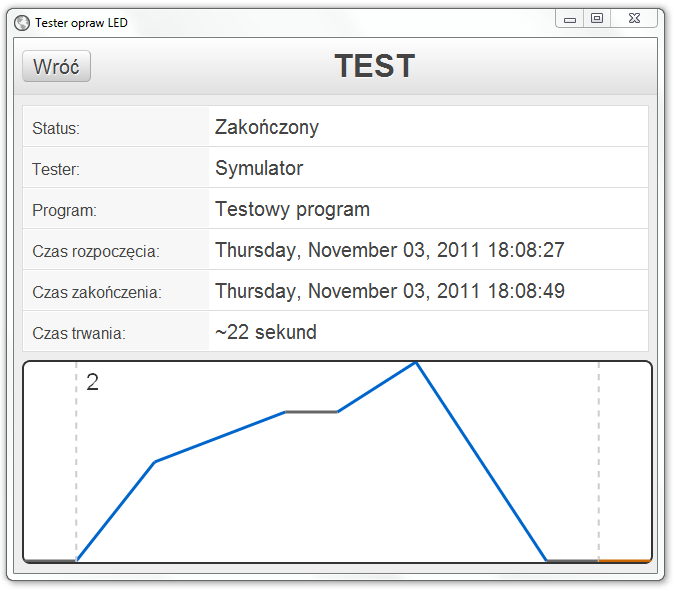 Tester opraw LED
Wróć
TEST
Status: Zakończony
Tester: Symulator
Program: Testowy program
Czas rozpoczęcia: Thursday, November 03, 2011 18:08:27
Czas zakończenia: Thursday, November 03, 2011 18:08:49
Czas trwania: ~22 sekund
2